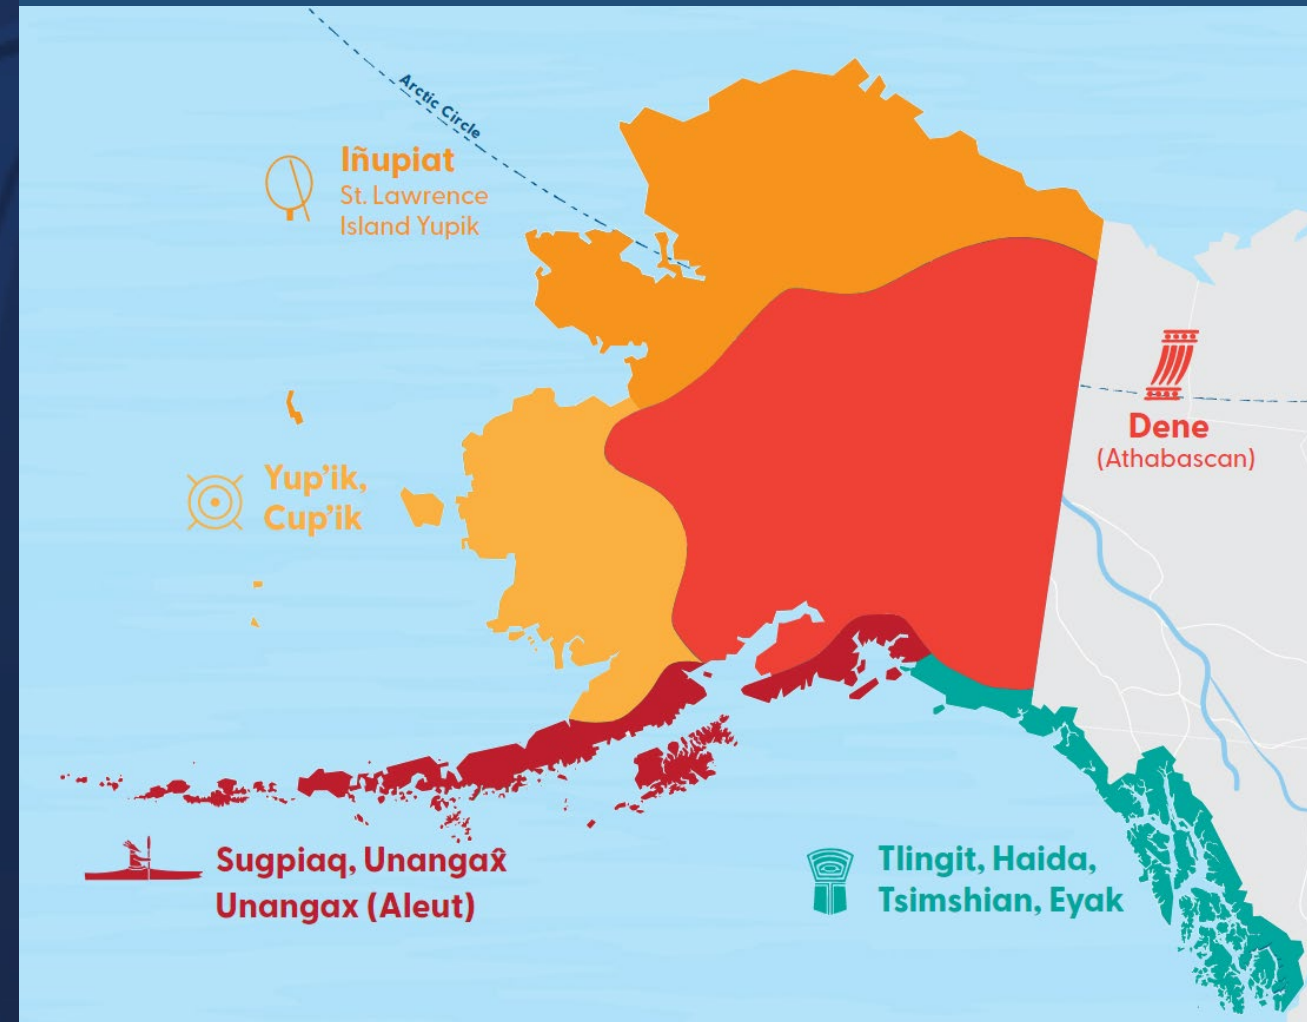 Arctic Circle
Iñupiat
St. Lawrence
Island Yupik
Dene
(Athabascan)
Yup’ik,
Cup’ik
Sugpiaq, Unangax̂
Unangax (Aleut)
Tlingit, Haida,
Tsimshian, Eyak